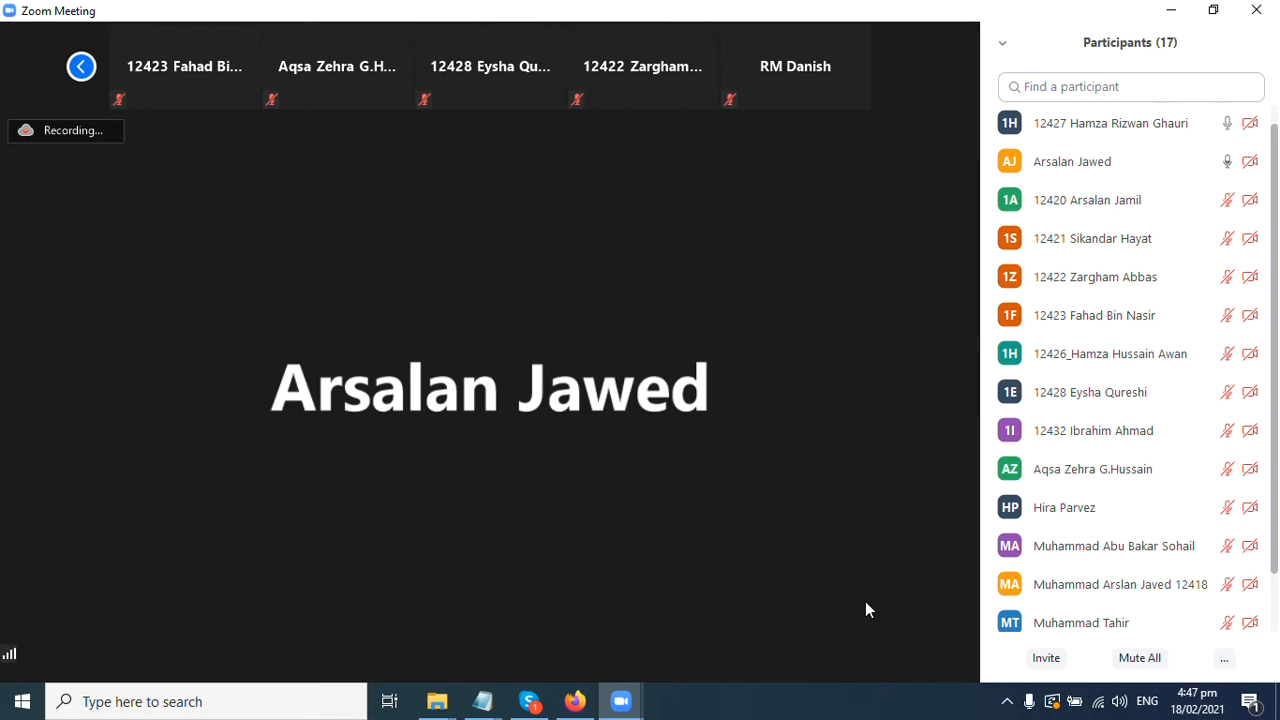 Zoom Meeting
12423 Fahad Bi...
Aqsa Zehra G.H...
12428 Eysha Qu...
12422 Zargham...
RM Danish
Recording...
Arsalan Jawed
Participants (17)
Find a participant
1H 12427 Hamza Rizwan Ghauri
AJ Arsalan Jawed
1A 12420 Arsalan Jamil
1S 12421 Sikandar Hayat
1Z 12422 Zargham Abbas
1F 12423 Fahad Bin Nasir
1H 12426_Hamza Hussain Awan
1E 12428 Eysha Qureshi
1I 12432 Ibrahim Ahmad
AZ Aqsa Zehra G.Hussain
HP Hira Parvez
MA Muhammad Abu Bakar Sohail
MA Muhammad Arslan Javed 12418
MT Muhammad Tahir
Invite
Mute All
...
Type here to search
1
ENG
4:47 pm
18/02/2021
1